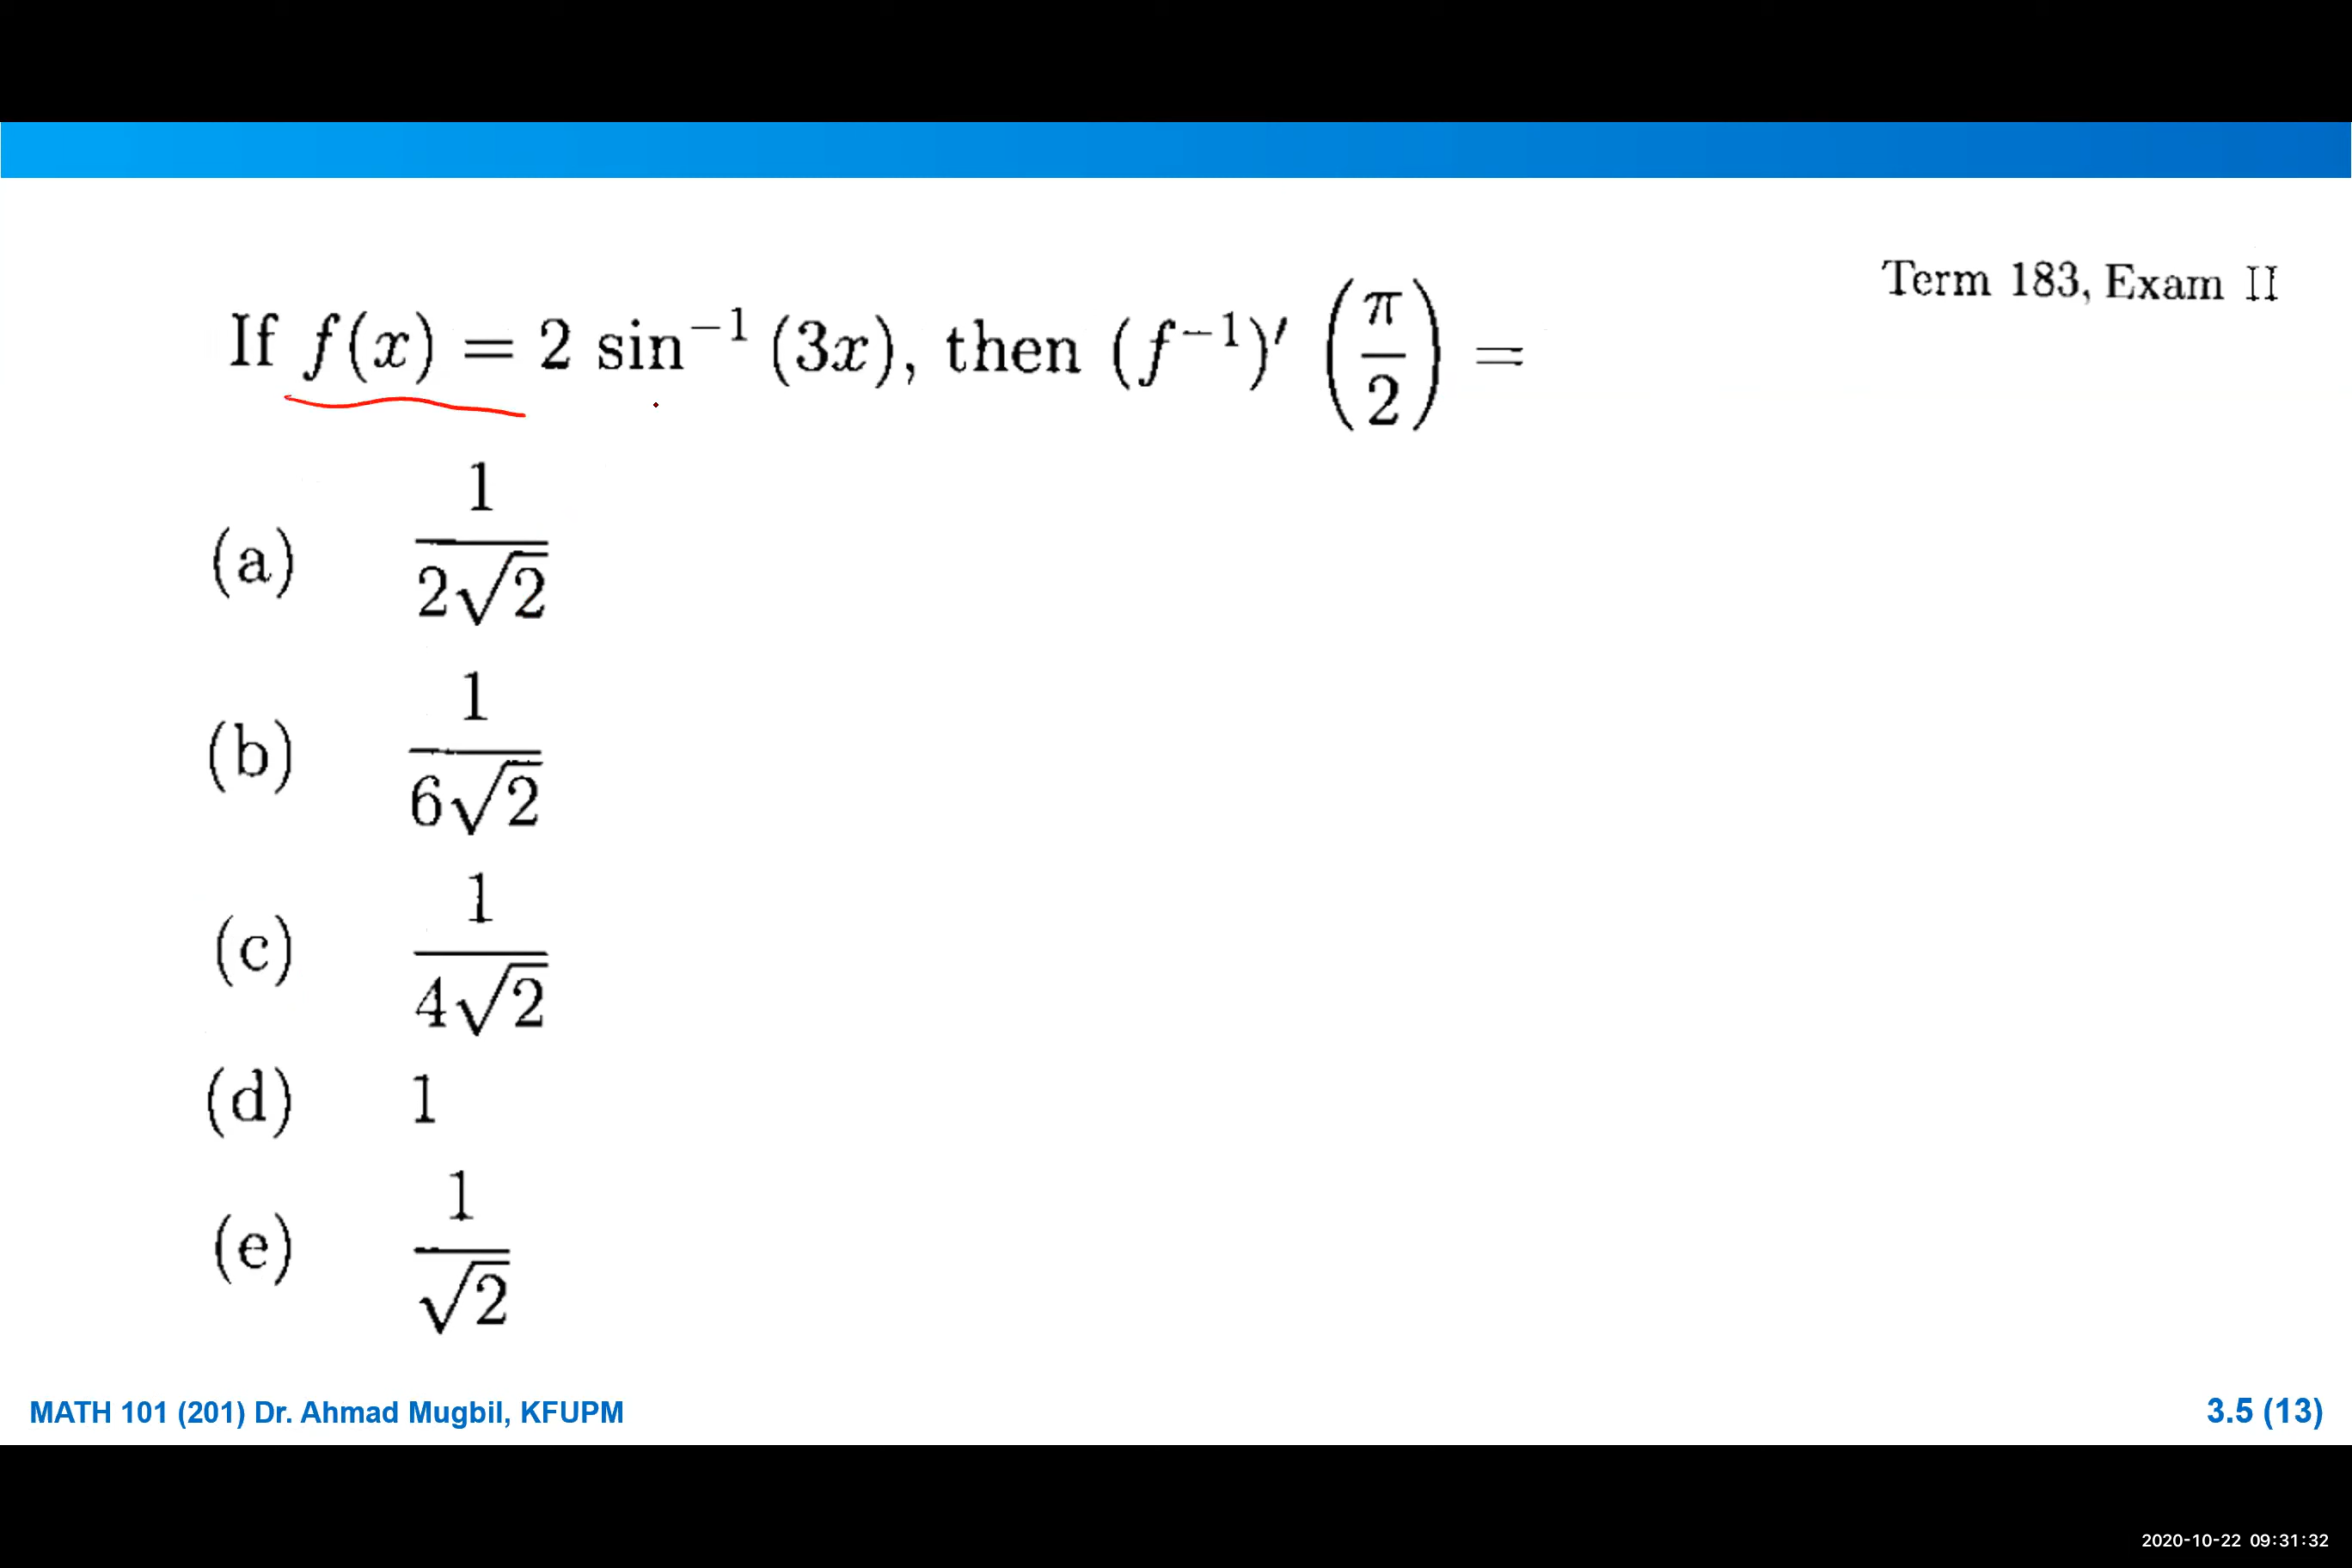 Term 183, Exam II
If f(x) = 2 sin⁻¹ (3x), then (f⁻¹)′ (π/2) =
(a) 1/(2√2)
(b) 1/(6√2)
(c) 1/(4√2)
(d) 1
(e) 1/√2
MATH 101 (201) Dr. Ahmad Mugbil, KFUPM 3.5 (13)
2020-10-22 09:31:32